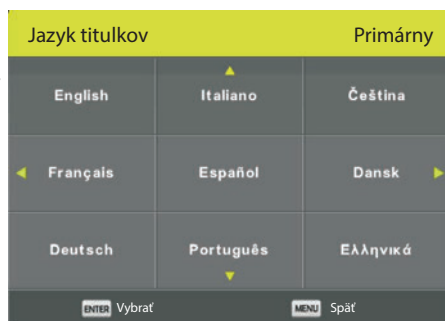 Jazyk titulkov Primárny
English Italiano Čeština
Français Español Dansk
Deutsch Português Ελληνικά
ENTER Vybrať MENU Späť